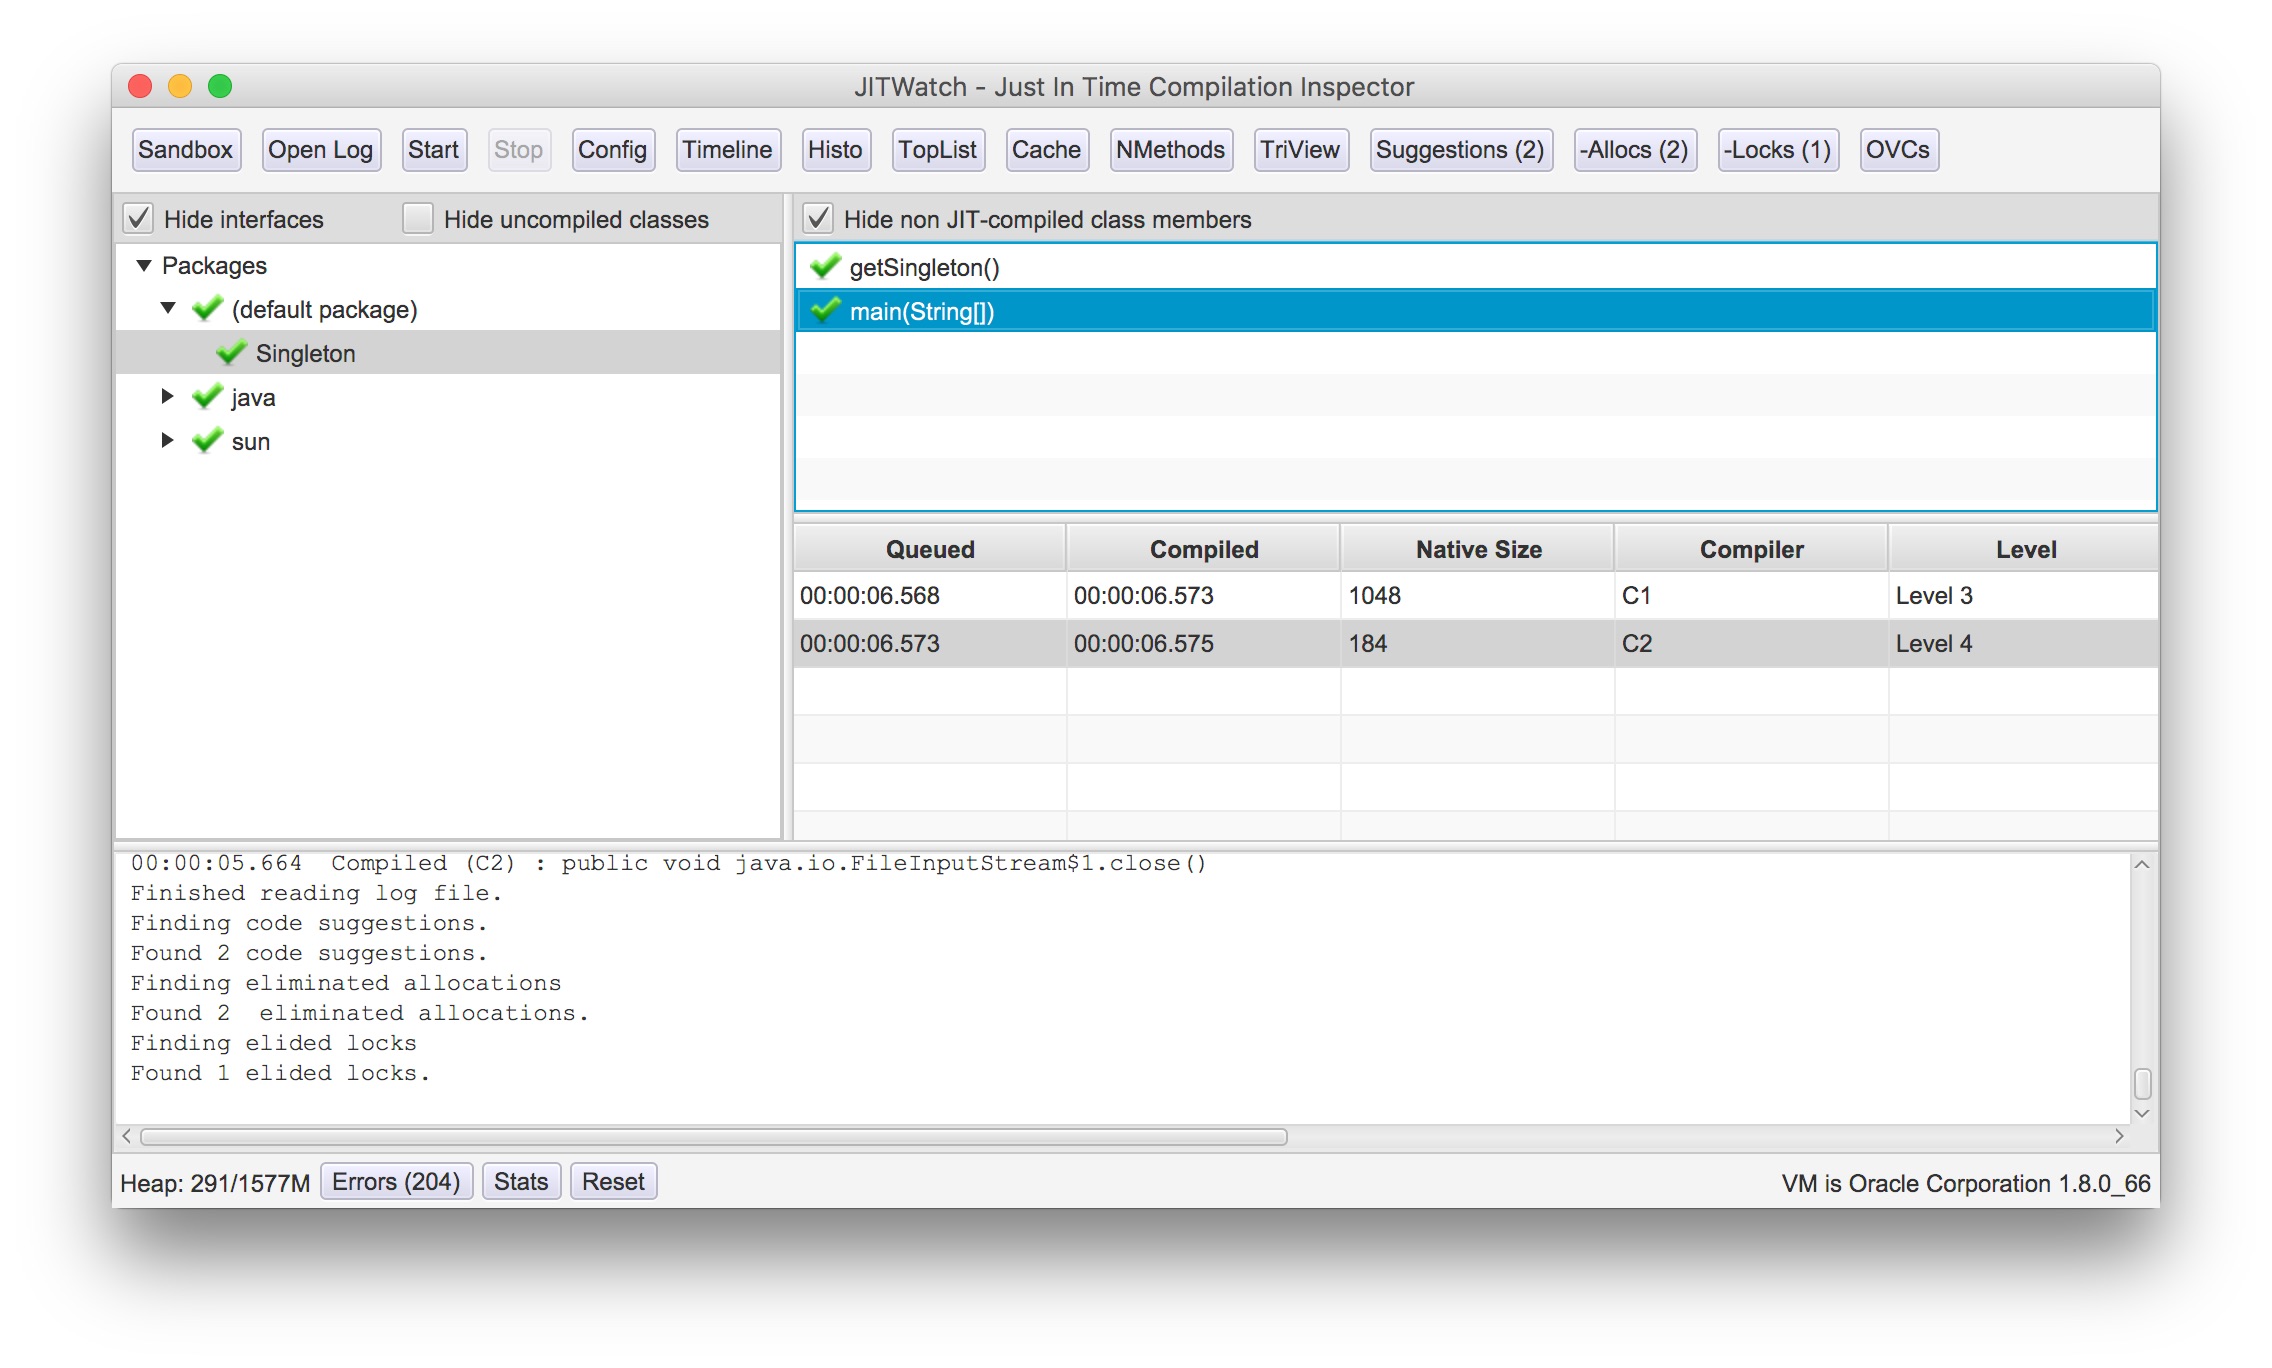 JITWatch - Just In Time Compilation Inspector
Sandbox Open Log Start Stop Config Timeline Histo TopList Cache NMethods TriView Suggestions (2) -Allocs (2) -Locks (1) OVCs
Hide interfaces Hide uncompiled classes
Packages
(default package)
Singleton
java
sun
Hide non JIT-compiled class members
getSingleton()
main(String[])
Queued Compiled Native Size Compiler Level
00:00:06.568 00:00:06.573 1048 C1 Level 3
00:00:06.573 00:00:06.575 184 C2 Level 4
00:00:05.664  Compiled (C2) : public void java.io.FileInputStream$1.close()
Finished reading log file.
Finding code suggestions.
Found 2 code suggestions.
Finding eliminated allocations
Found 2  eliminated allocations.
Finding elided locks
Found 1 elided locks.
Heap: 291/1577M Errors (204) Stats Reset VM is Oracle Corporation 1.8.0_66